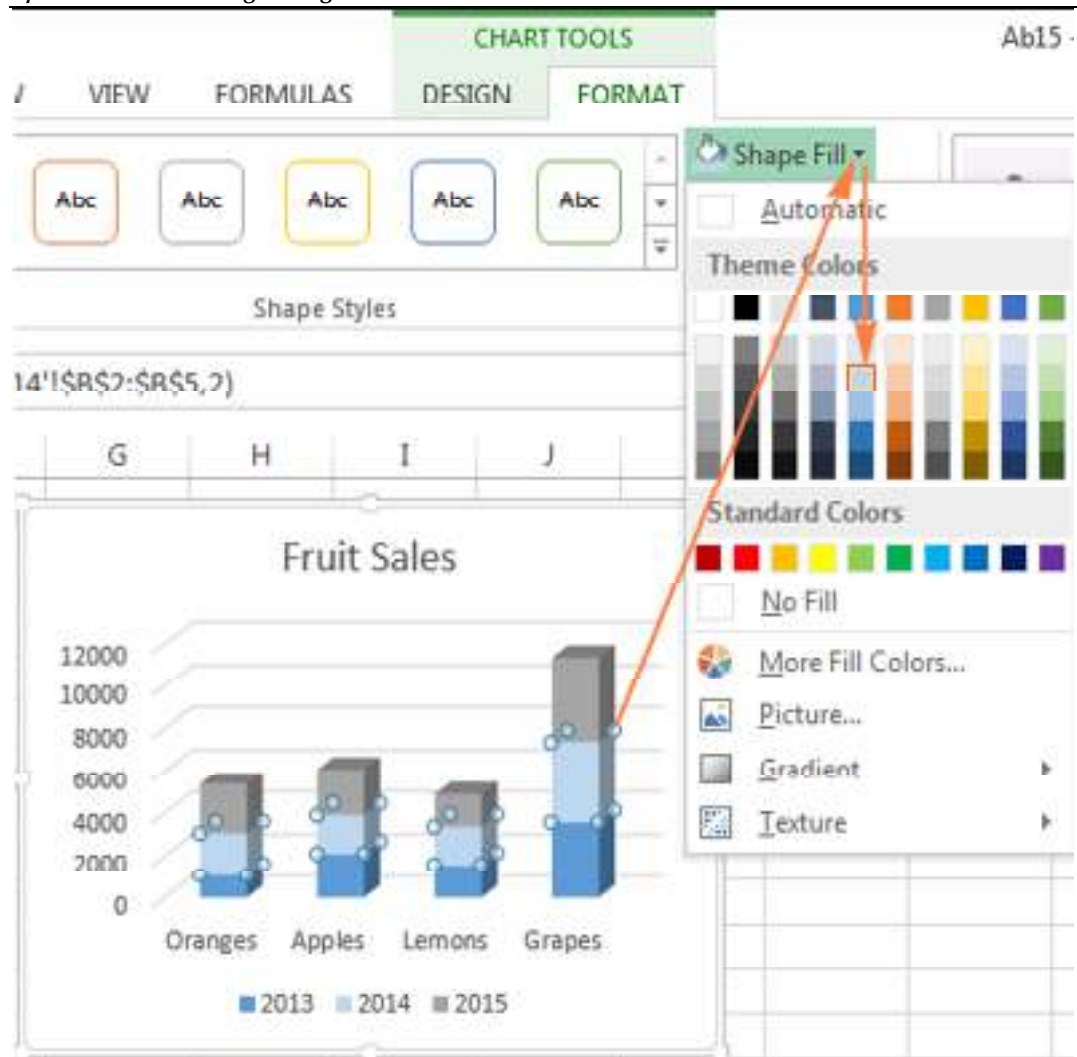 CHART TOOLS
Ab15 -
VIEW FORMULAS DESIGN FORMAT
Shape Fill
Abc Abc Abc Abc Abc
Automatic
Theme Colors
Shape Styles
14'!$B$2:$B$5,2)
G H I J
Standard Colors
No Fill
More Fill Colors...
Picture...
Gradient
Texture
Fruit Sales
12000
10000
8000
6000
4000
2000
0
Oranges Apples Lemons Grapes
2013 2014 2015